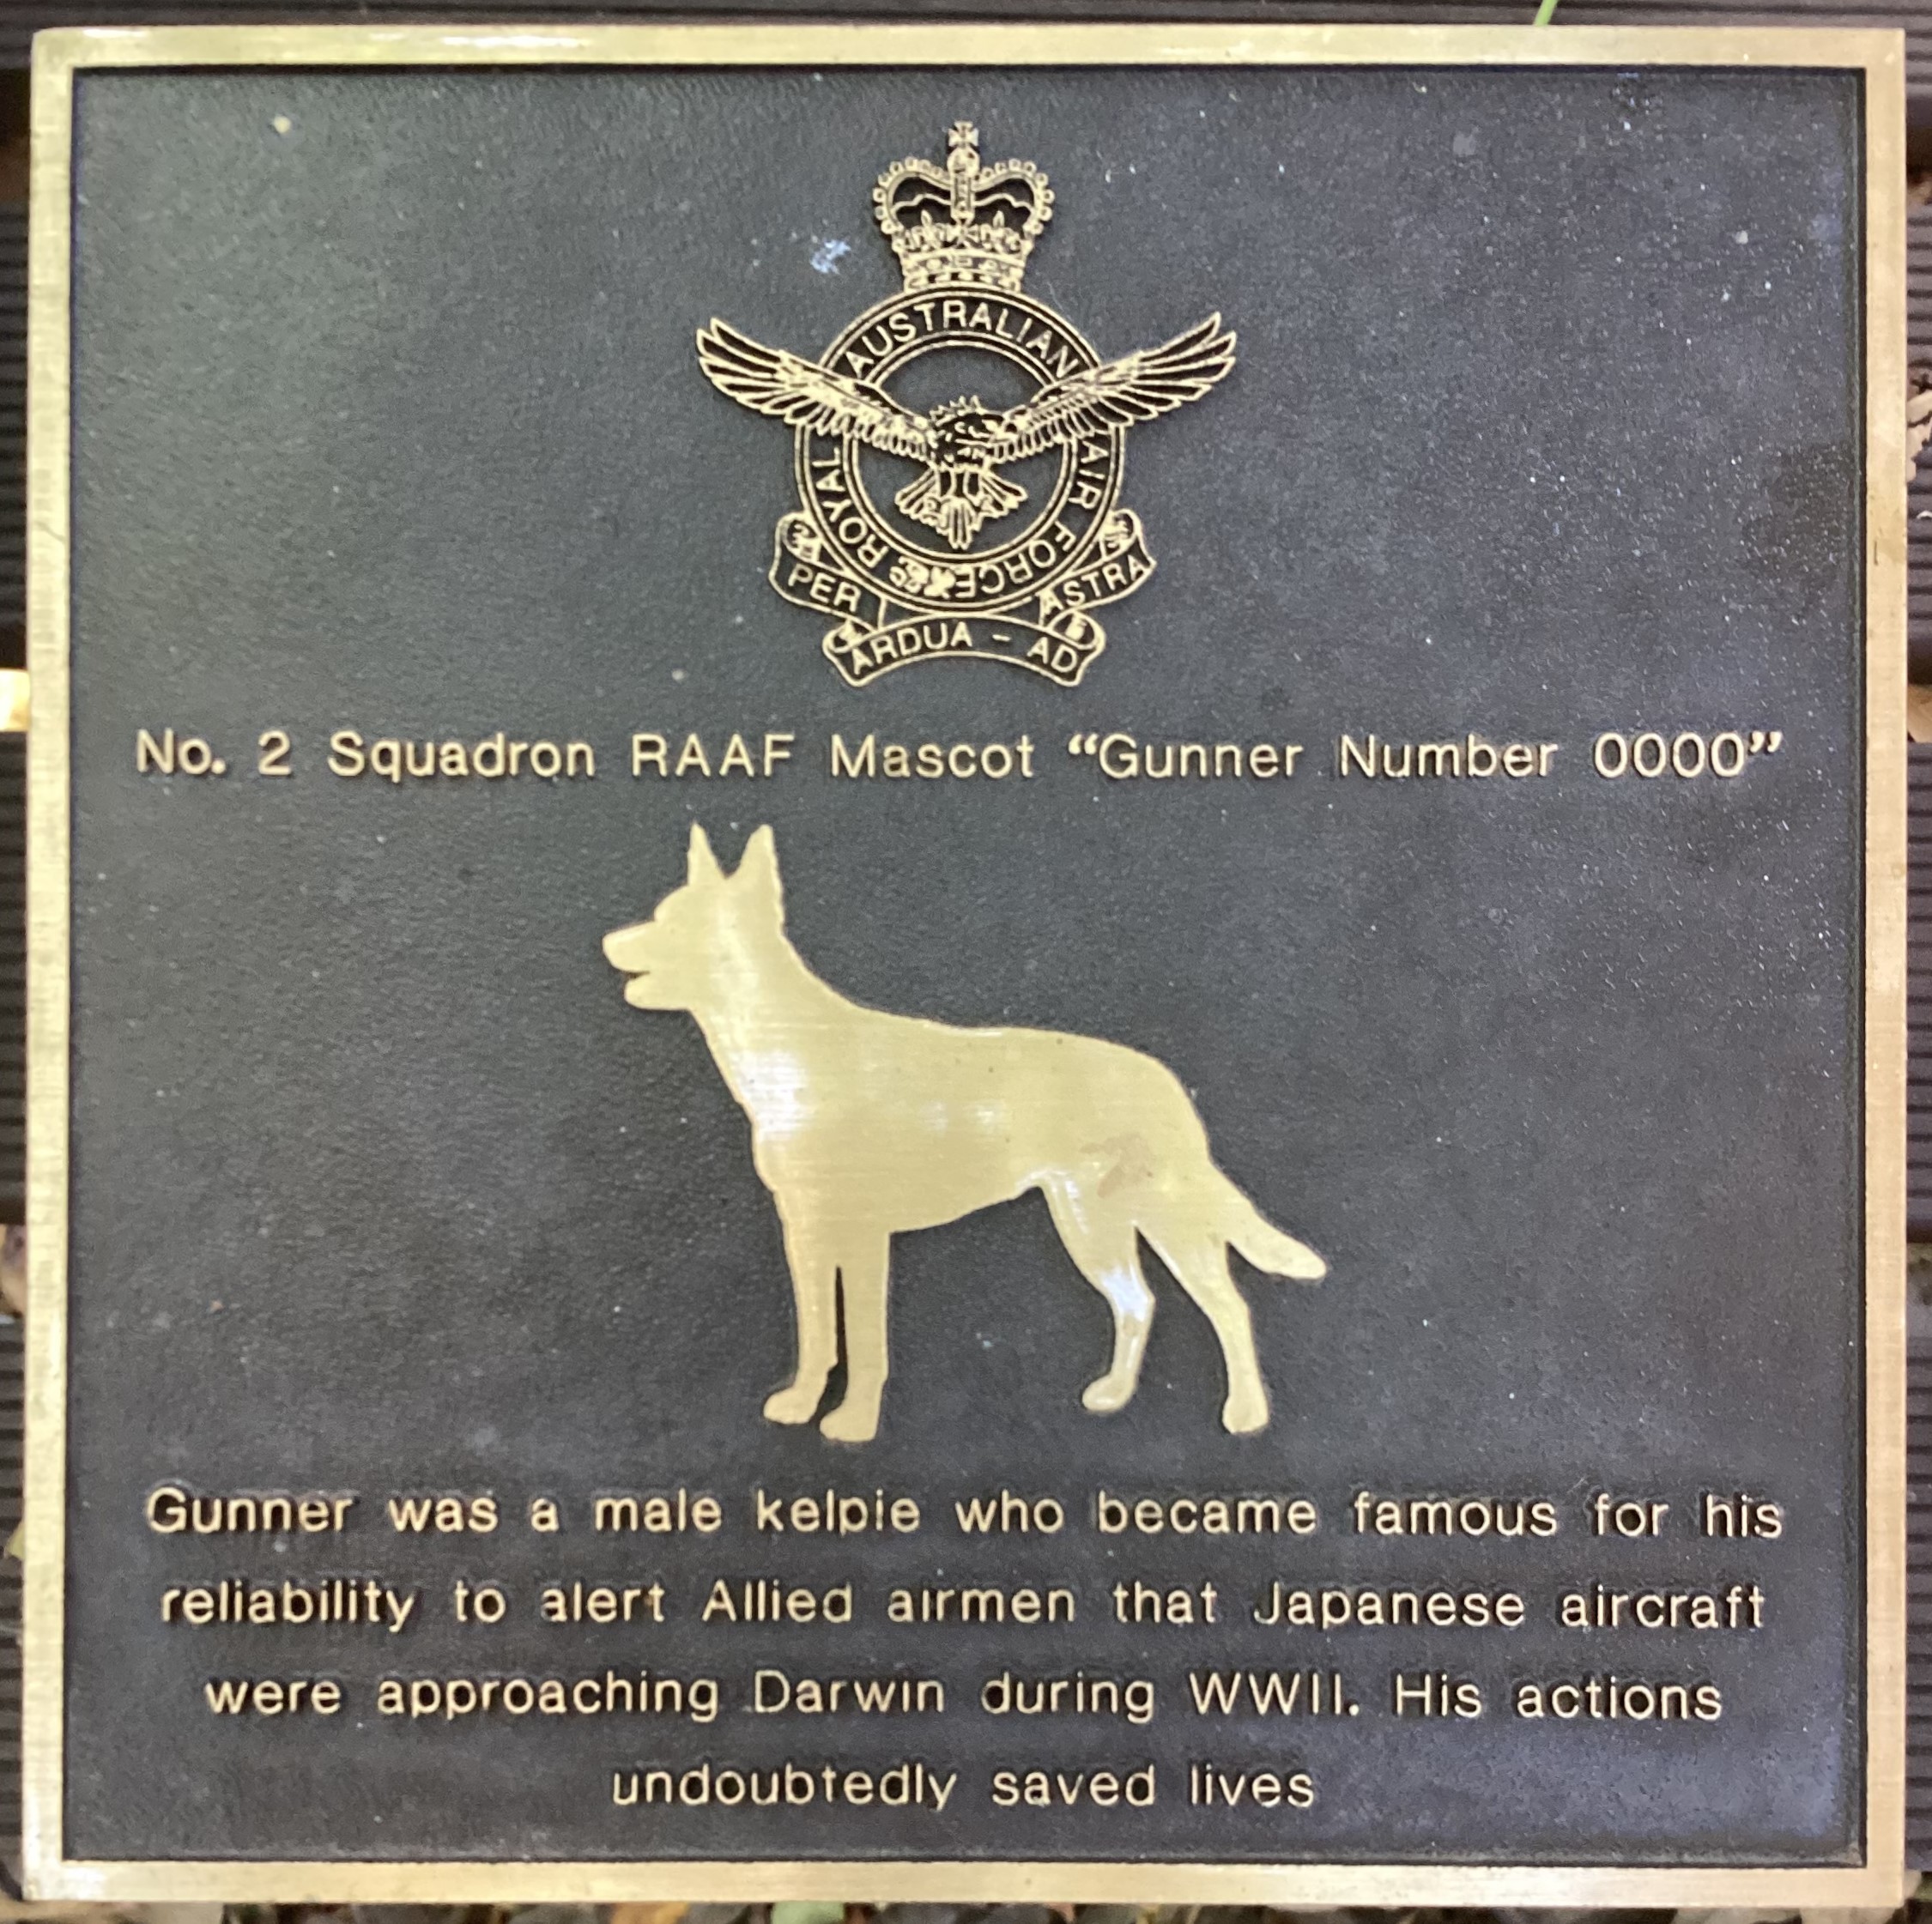 ROYAL AUSTRALIAN AIR FORCE
PER ARDUA - AD ASTRA
No. 2 Squadron RAAF Mascot “Gunner Number 0000”
Gunner was a male kelpie who became famous for his
reliability to alert Allied airmen that Japanese aircraft
were approaching Darwin during WWII. His actions
undoubtedly saved lives